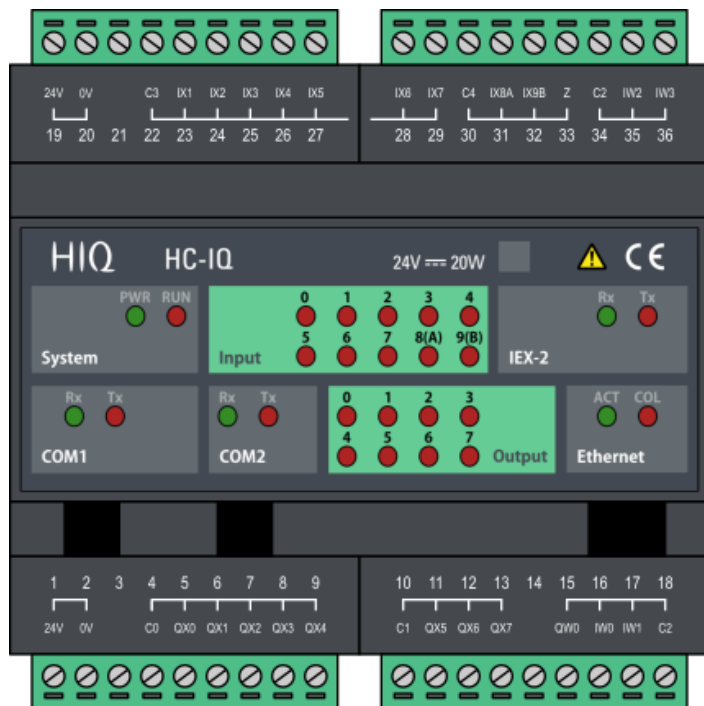 24V 0V C3 IX1 IX2 IX3 IX4 IX5 IX6 IX7 C4 IX8A IX9B Z C2 IW2 IW3
19 20 21 22 23 24 25 26 27 28 29 30 31 32 33 34 35 36
HIQ HC-IQ 24V 20W CE
PWR RUN 0 1 2 3 4 Rx Tx
5 6 7 8(A) 9(B)
System Input IEX-2
Rx Tx Rx Tx 0 1 2 3 ACT COL
4 5 6 7
COM1 COM2 Output Ethernet
1 2 3 4 5 6 7 8 9 10 11 12 13 14 15 16 17 18
24V 0V C0 QX0 QX1 QX2 QX3 QX4 C1 QX5 QX6 QX7 QW0 IW0 IW1 C2